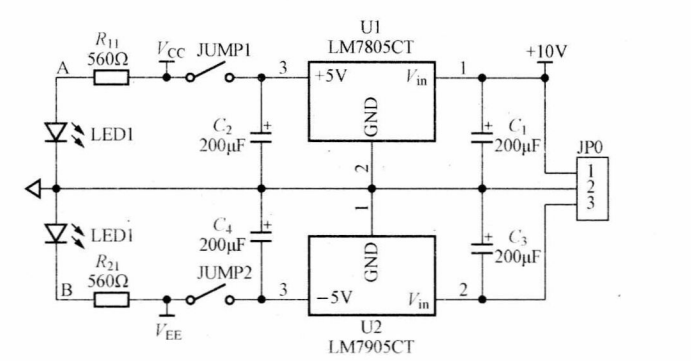 U1
LM7805CT
R11
560Ω
VCC
JUMP1
+10V
A
3
+5V
Vin
1
GND
LED1
C2
+
200μF
C1
+
200μF
JP0
2
1
2
3
1
LED1
C4
+
200μF
GND
C3
+
200μF
R21
560Ω
JUMP2
B
3
−5V
Vin
2
VEE
U2
LM7905CT